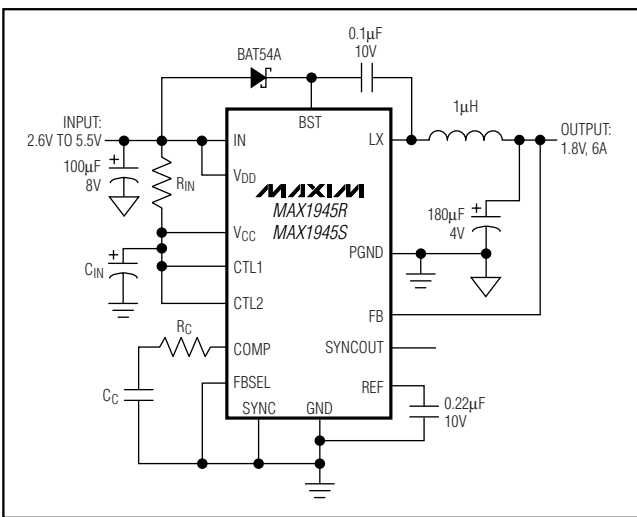 BAT54A
0.1μF
10V
INPUT:
2.6V TO 5.5V
100μF
8V
+
RIN
CIN
+
IN
VDD
VCC
CTL1
CTL2
COMP
FBSEL
SYNC
GND
BST
LX
MAXIM
MAX1945R
MAX1945S
PGND
FB
SYNCOUT
REF
1μH
OUTPUT:
1.8V, 6A
180μF
4V
+
RC
CC
0.22μF
10V